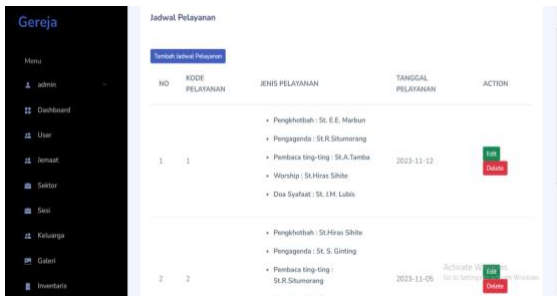 Gereja
Menu
admin
Dashboard
User
Jemaat
Sektor
Sesi
Keluarga
Galeri
Inventaris
Jadwal Pelayanan
Tambah Jadwal Pelayanan
NO
KODE PELAYANAN
JENIS PELAYANAN
TANGGAL PELAYANAN
ACTION
1
1
Pengkhotbah : St. E.E. Marbun
Pengagenda : St.R.Situmorang
Pembaca ting-ting : St.A.Tamba
Worship : St.Hiras Sihite
Doa Syafaat : St. J.M. Lubis
2023-11-12
Edit
Delete
2
2
Pengkhotbah : St.Hiras Sihite
Pengagenda : St. S. Ginting
Pembaca ting-ting :
St.R.Situmorang
2023-11-05
Edit
Delete
Activate
Go to Settings Windows.